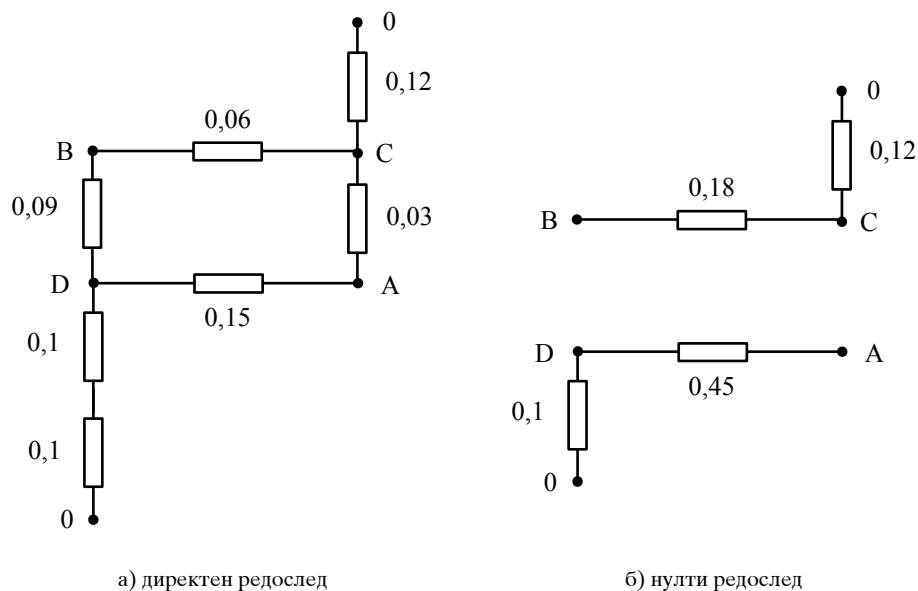 0
0,12
0,06
B
C
0,09
0,03
D
A
0,15
0,1
0,1
0
а) директен редослед
0
0,12
0,18
B
C
D
A
0,45
0,1
0
б) нулти редослед